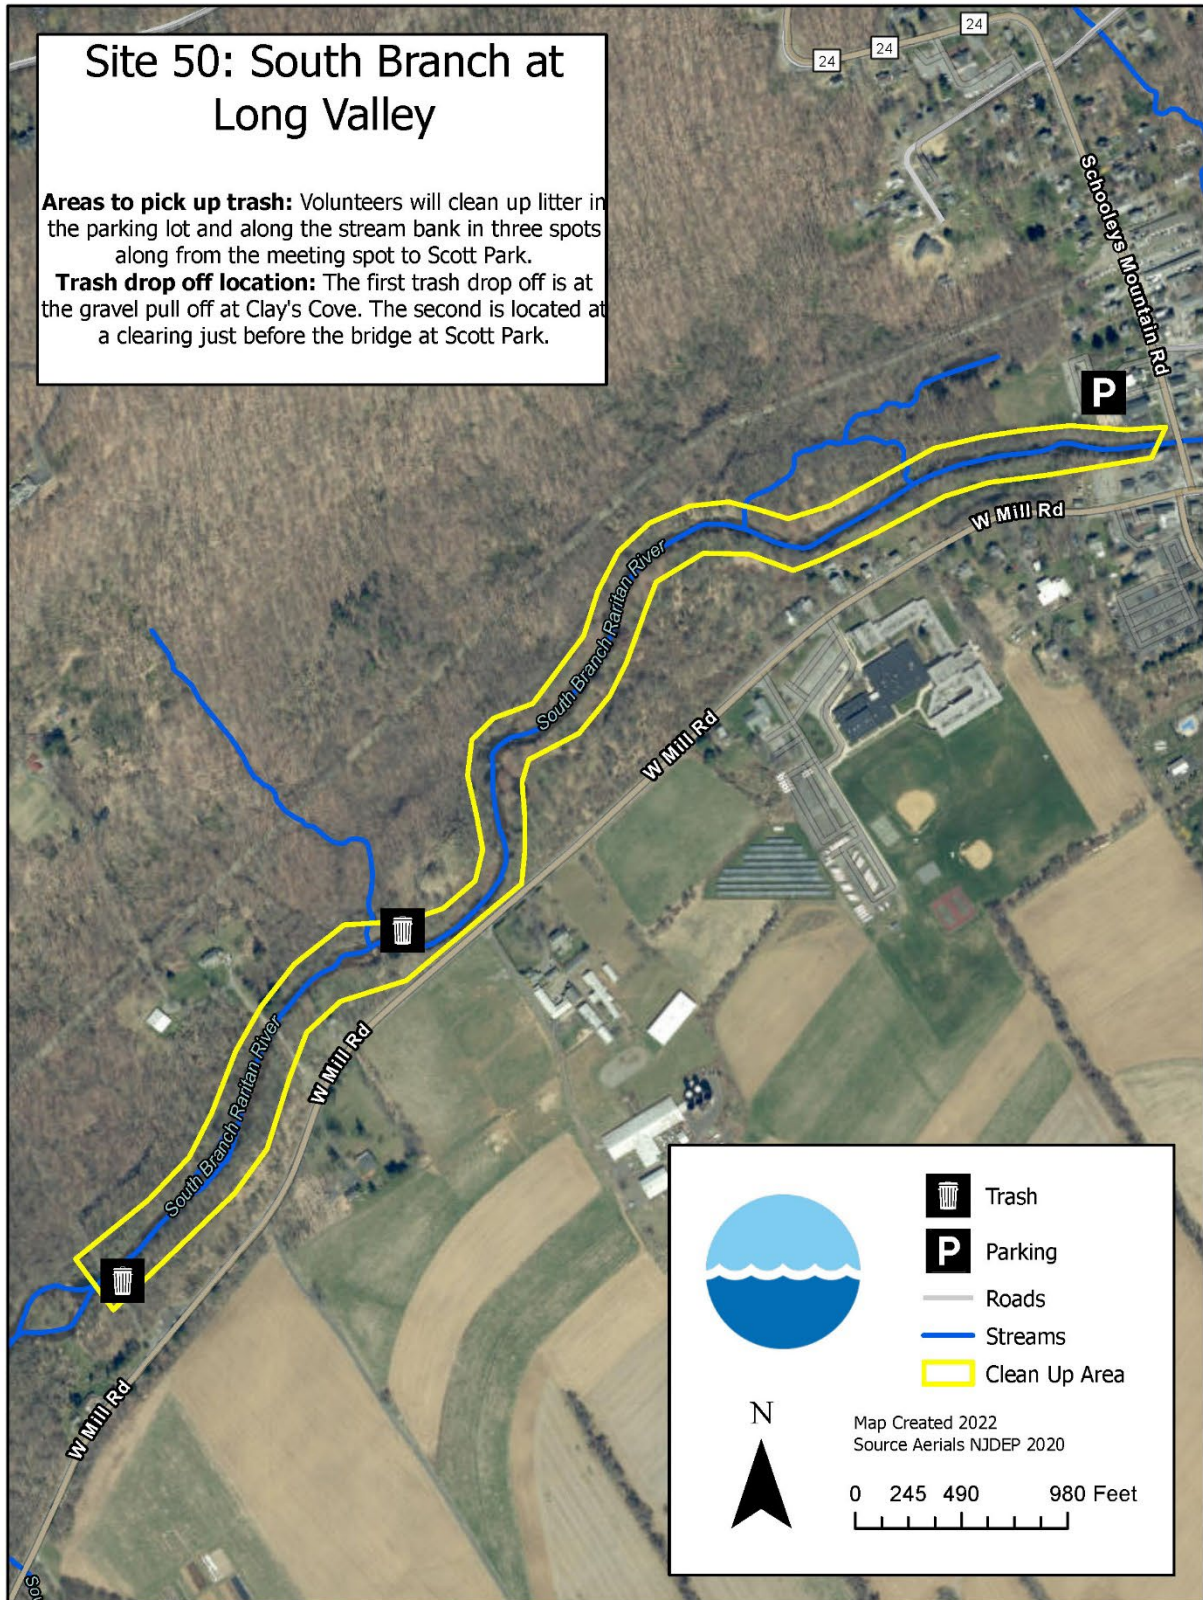 Site 50: South Branch at
Long Valley
Areas to pick up trash: Volunteers will clean up litter in
the parking lot and along the stream bank in three spots
along from the meeting spot to Scott Park.
Trash drop off location: The first trash drop off is at
the gravel pull off at Clay's Cove. The second is located at
a clearing just before the bridge at Scott Park.
24
24
24
Schooleys Mountain Rd
P
W Mill Rd
South Branch Raritan River
W Mill Rd
South Branch Raritan River
W Mill Rd
W Mill Rd
Trash
P
Parking
Roads
Streams
Clean Up Area
N
Map Created 2022
Source Aerials NJDEP 2020
0 245 490 980 Feet